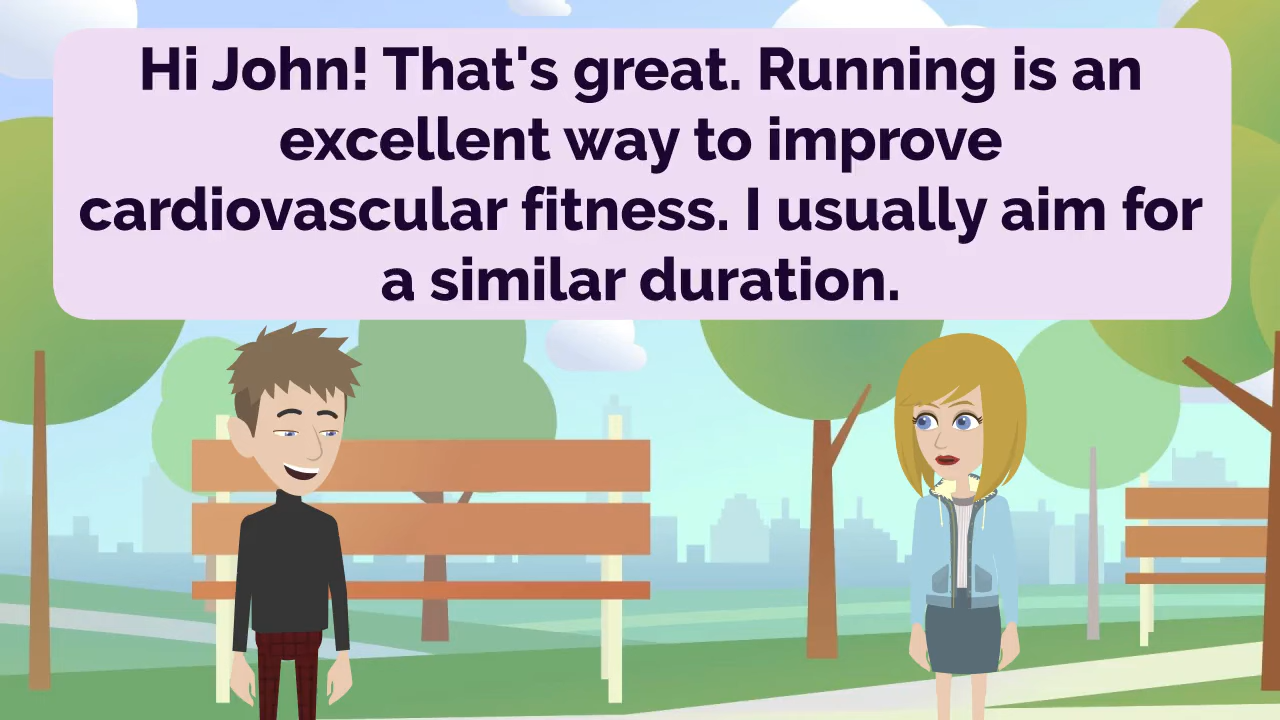 Hi John! That's great. Running is an
excellent way to improve
cardiovascular fitness. I usually aim for
a similar duration.